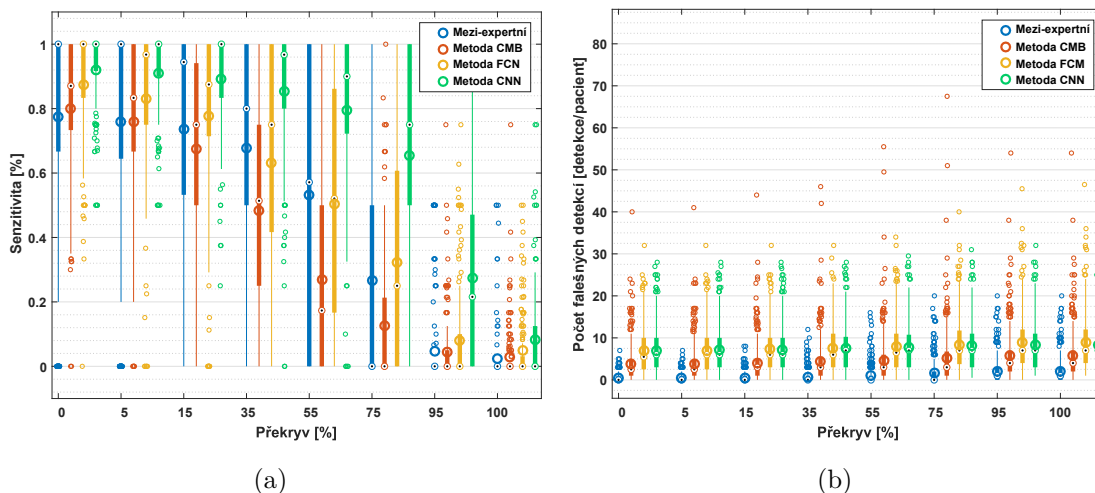 Senzitivita [%]
1
0.8
0.6
0.4
0.2
0
0 5 15 35 55 75 95 100
Překryv [%]
Mezi-expertní
Metoda CMB
Metoda FCN
Metoda CNN
(a)
Počet falešných detekcí [detekce/pacient]
80
70
60
50
40
30
20
10
0
0 5 15 35 55 75 95 100
Překryv [%]
Mezi-expertní
Metoda CMB
Metoda FCM
Metoda CNN
(b)